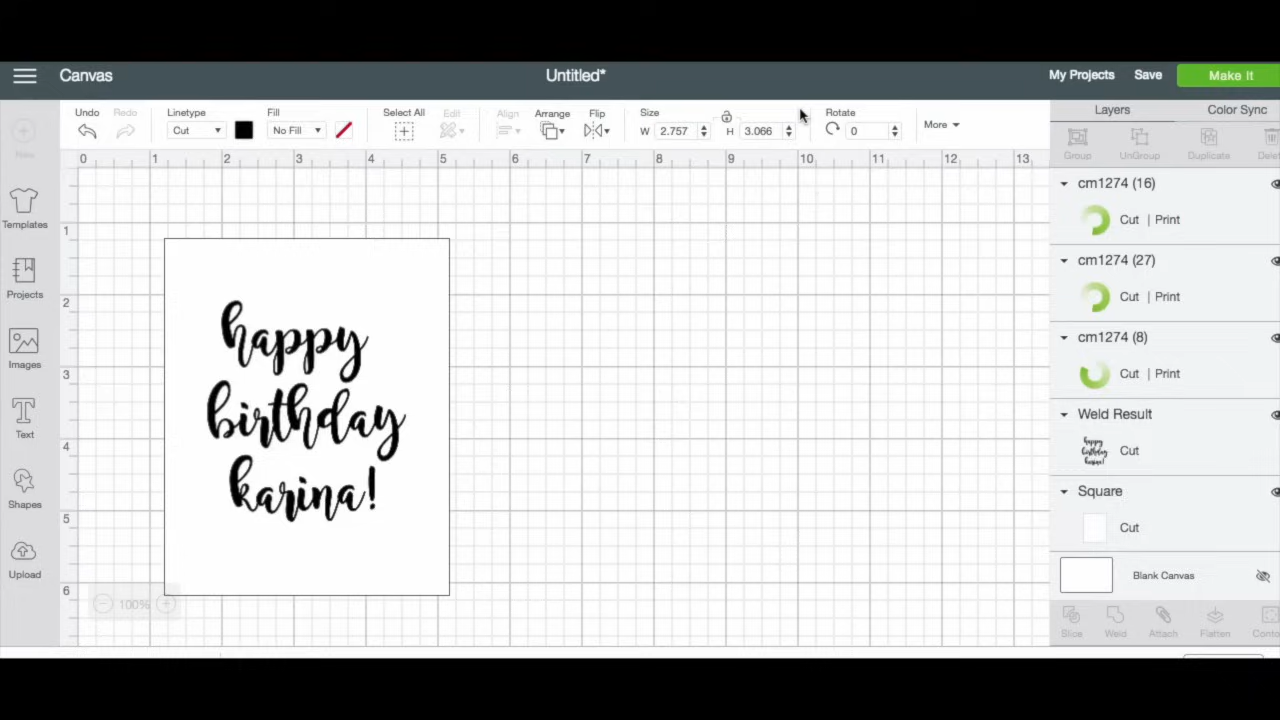 Canvas
Untitled*
My Projects
Save
Make It
Undo
Redo
Linetype
Cut
Fill
No Fill
Select All
Edit
Align
Arrange
Flip
Size
W 2.757
H 3.066
Rotate
0
More
Layers
Color Sync
Group
UnGroup
Duplicate
0 1 2 3 4 5 6 7 8 9 10 11 12 13
1
2
3
4
5
6
New
Templates
Projects
Images
Text
Shapes
Upload
happy
birthday
karina!
100%
cm1274 (16)
Cut | Print
cm1274 (27)
Cut | Print
cm1274 (8)
Cut | Print
Weld Result
happy
birthday
karina!
Cut
Square
Cut
Blank Canvas
Slice
Weld
Attach
Flatten